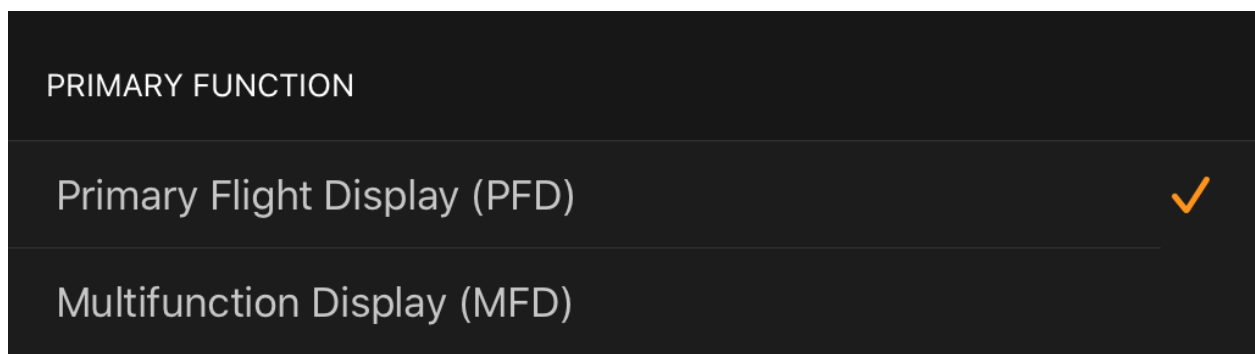 PRIMARY FUNCTION
Primary Flight Display (PFD)
Multifunction Display (MFD)